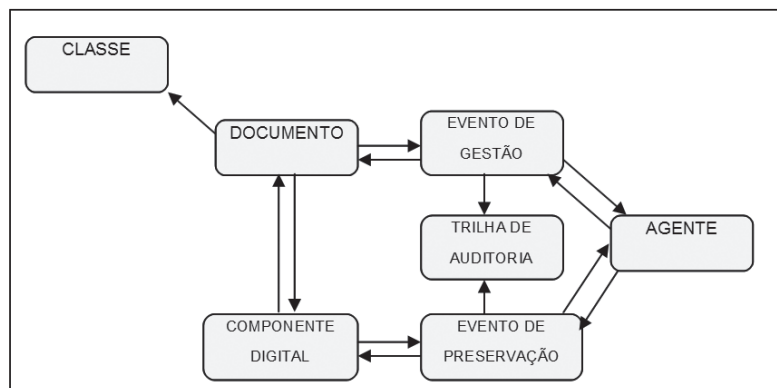 CLASSE
DOCUMENTO
EVENTO DE
GESTÃO
TRILHA DE
AUDITORIA
AGENTE
COMPONENTE
DIGITAL
EVENTO DE
PRESERVAÇÃO